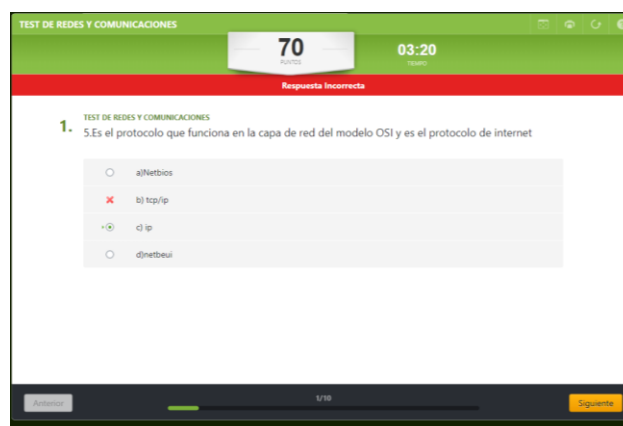 TEST DE REDES Y COMUNICACIONES
70
PUNTOS
03:20
TIEMPO
Respuesta Incorrecta
TEST DE REDES Y COMUNICACIONES
1. 5.Es el protocolo que funciona en la capa de red del modelo OSI y es el protocolo de internet
a)Netbios
b) tcp/ip
c) ip
d)netbeui
Anterior
1/10
Siguiente